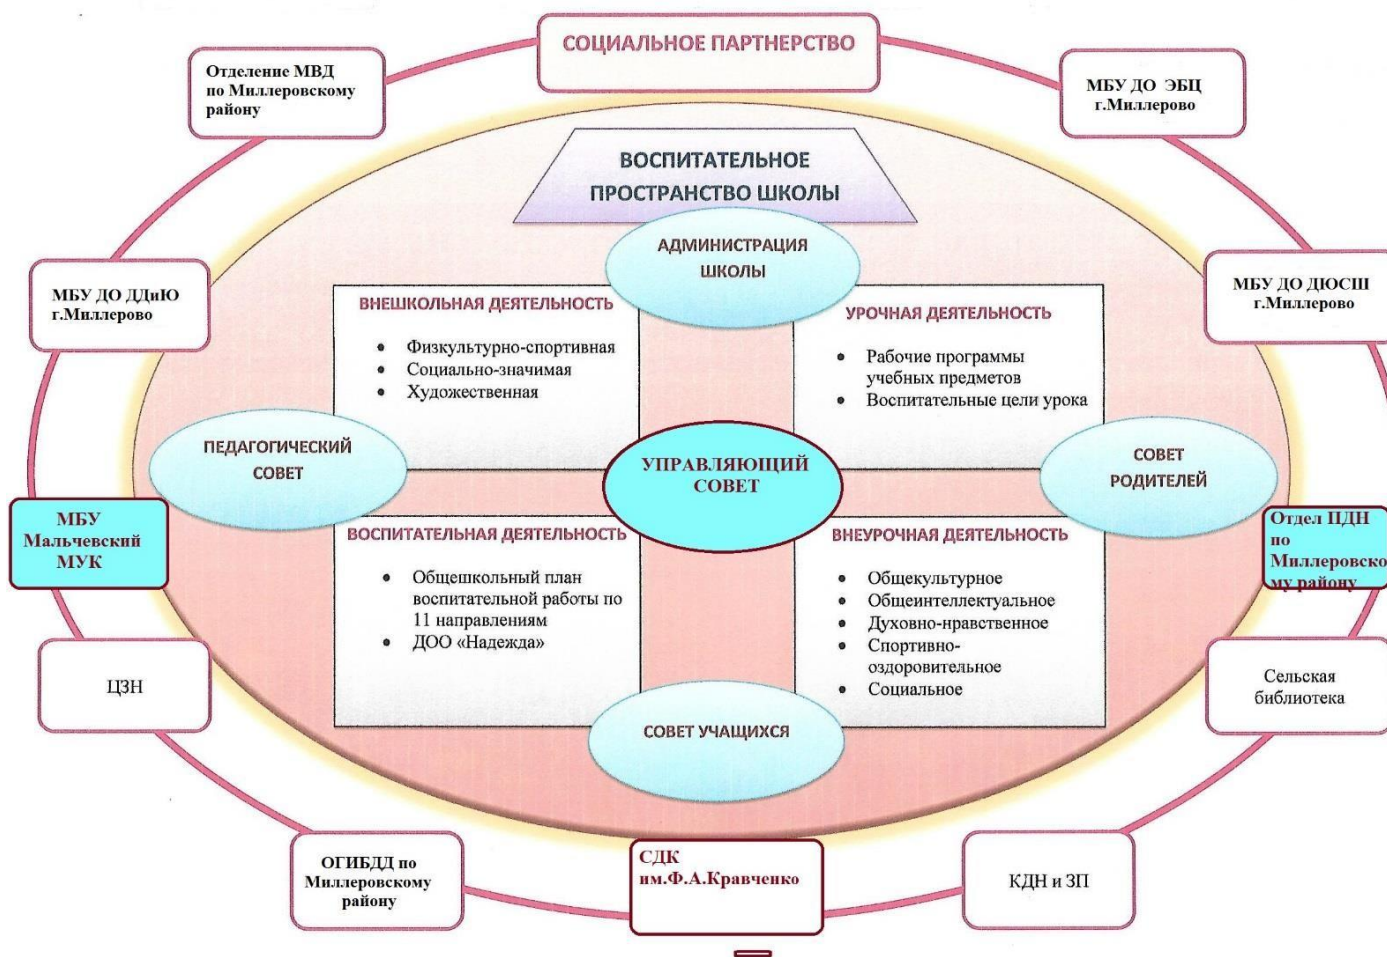 СОЦИАЛЬНОЕ ПАРТНЕРСТВО
Отделение МВД
по Миллеровскому
району
МБУ ДО ЭБЦ
г.Миллерово
ВОСПИТАТЕЛЬНОЕ
ПРОСТРАНСТВО ШКОЛЫ
АДМИНИСТРАЦИЯ
ШКОЛЫ
МБУ ДО ДДиЮ
г.Миллерово
МБУ ДО ДЮСШ
г.Миллерово
ВНЕШКОЛЬНАЯ ДЕЯТЕЛЬНОСТЬ
• Физкультурно-спортивная
• Социально-значимая
• Художественная
УРОЧНАЯ ДЕЯТЕЛЬНОСТЬ
• Рабочие программы
учебных предметов
• Воспитательные цели урока
ПЕДАГОГИЧЕСКИЙ
СОВЕТ
УПРАВЛЯЮЩИЙ
СОВЕТ
СОВЕТ
РОДИТЕЛЕЙ
МБУ
Мальчевский
МУК
Отдел ПДН
по
Миллеровско
му району
ВОСПИТАТЕЛЬНАЯ ДЕЯТЕЛЬНОСТЬ
• Общешкольный план
воспитательной работы по
11 направлениям
• ДОО «Надежда»
ВНЕУРОЧНАЯ ДЕЯТЕЛЬНОСТЬ
• Общекультурное
• Общеинтеллектуальное
• Духовно-нравственное
• Спортивно-
оздоровительное
• Социальное
ЦЗН
Сельская
библиотека
СОВЕТ УЧАЩИХСЯ
ОГИБДД по
Миллеровскому
району
СДК
им.Ф.А.Кравченко
КДН и ЗП